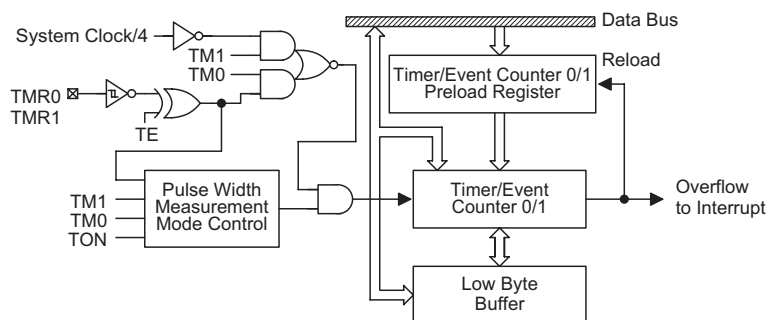 Data Bus
System Clock/4
TM1
TM0
TMR0
TMR1
TE
Timer/Event Counter 0/1
Preload Register
Reload
TM1
TM0
TON
Pulse Width
Measurement
Mode Control
Timer/Event
Counter 0/1
Overflow
to Interrupt
Low Byte
Buffer